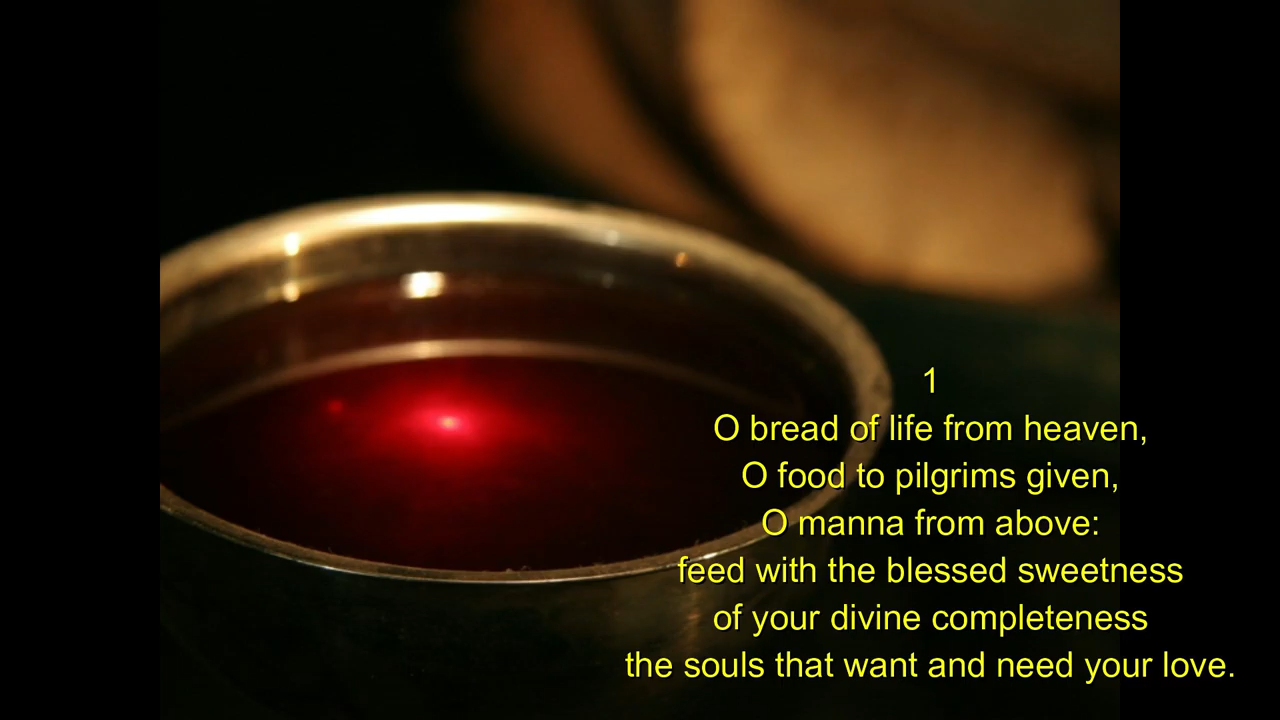 1
O bread of life from heaven,
O food to pilgrims given,
O manna from above:
feed with the blessed sweetness
of your divine completeness
the souls that want and need your love.